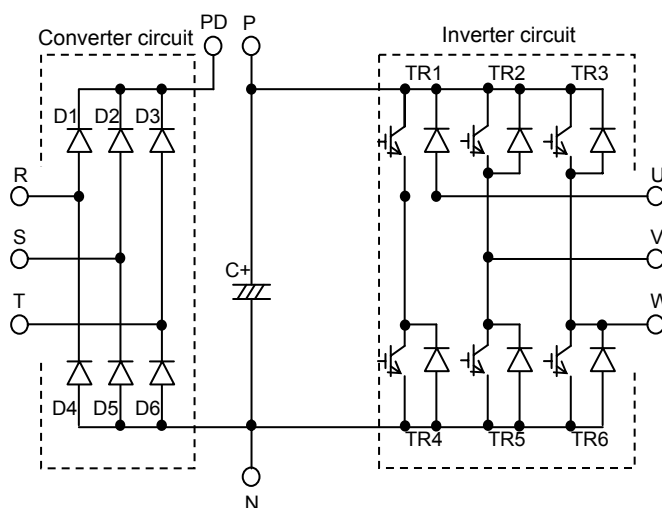 PD P
Converter circuit
Inverter circuit
TR1 TR2 TR3
D1 D2 D3
R
U
S
V
C+
T
W
D4 D5 D6
TR4 TR5 TR6
N